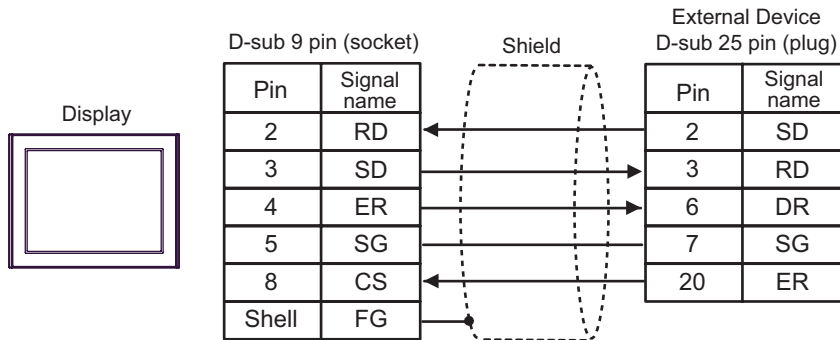 External Device
D-sub 9 pin (socket) Shield D-sub 25 pin (plug)
Display
Pin Signal name Pin Signal name
2 RD 2 SD
3 SD 3 RD
4 ER 6 DR
5 SG 7 SG
8 CS 20 ER
Shell FG